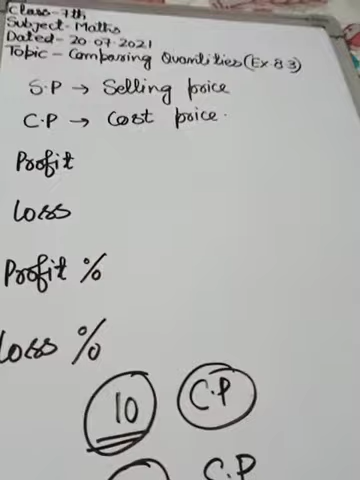 Class-7th
Subject-Maths
Dated-20-07-2021
Topic-Comparing Quantities(Ex 8.3)
S.P → Selling price
C.P → Cost price.
Profit
Loss
Profit %
Loss %
10 C.P
C.P